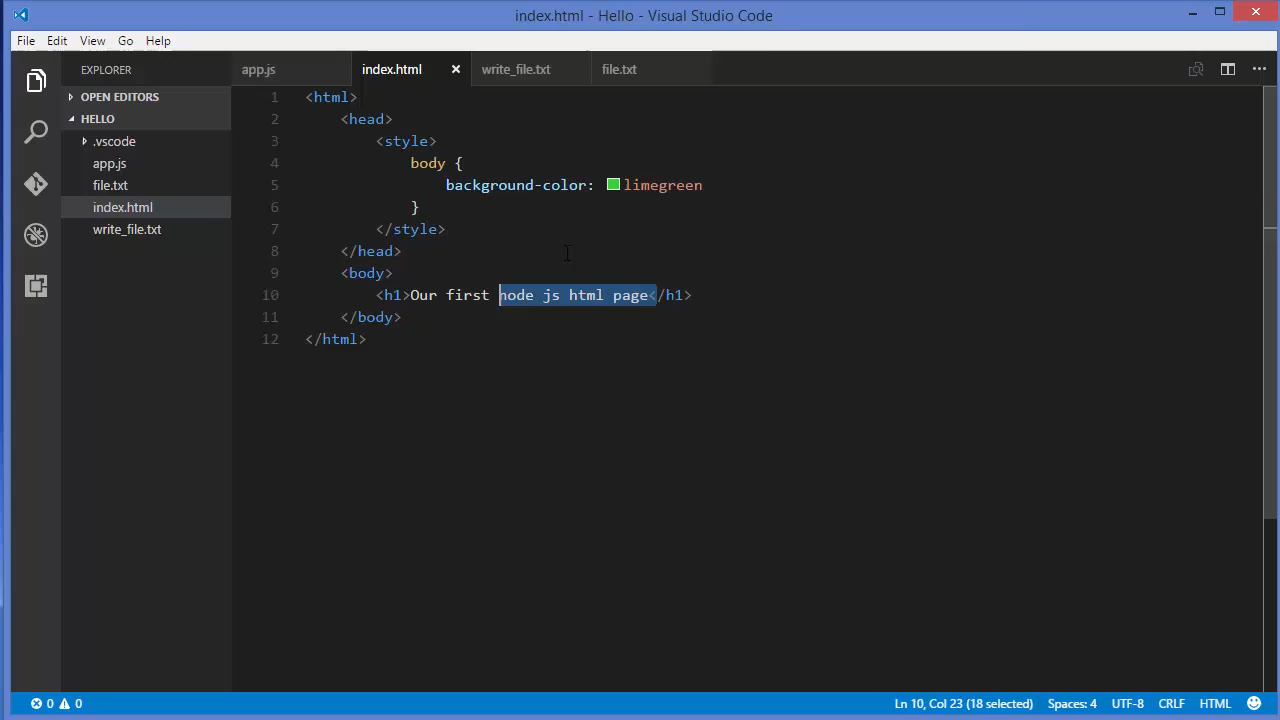 index.html - Hello - Visual Studio Code
File Edit View Go Help
EXPLORER
OPEN EDITORS
HELLO
.vscode
app.js
file.txt
index.html
write_file.txt
app.js index.html write_file.txt file.txt
1 <html>
2 <head>
3 <style>
4 body {
5 background-color: limegreen
6 }
7 </style>
8 </head>
9 <body>
10 <h1>Our first node js html page</h1>
11 </body>
12 </html>
0 0 Ln 10, Col 23 (18 selected) Spaces: 4 UTF-8 CRLF HTML